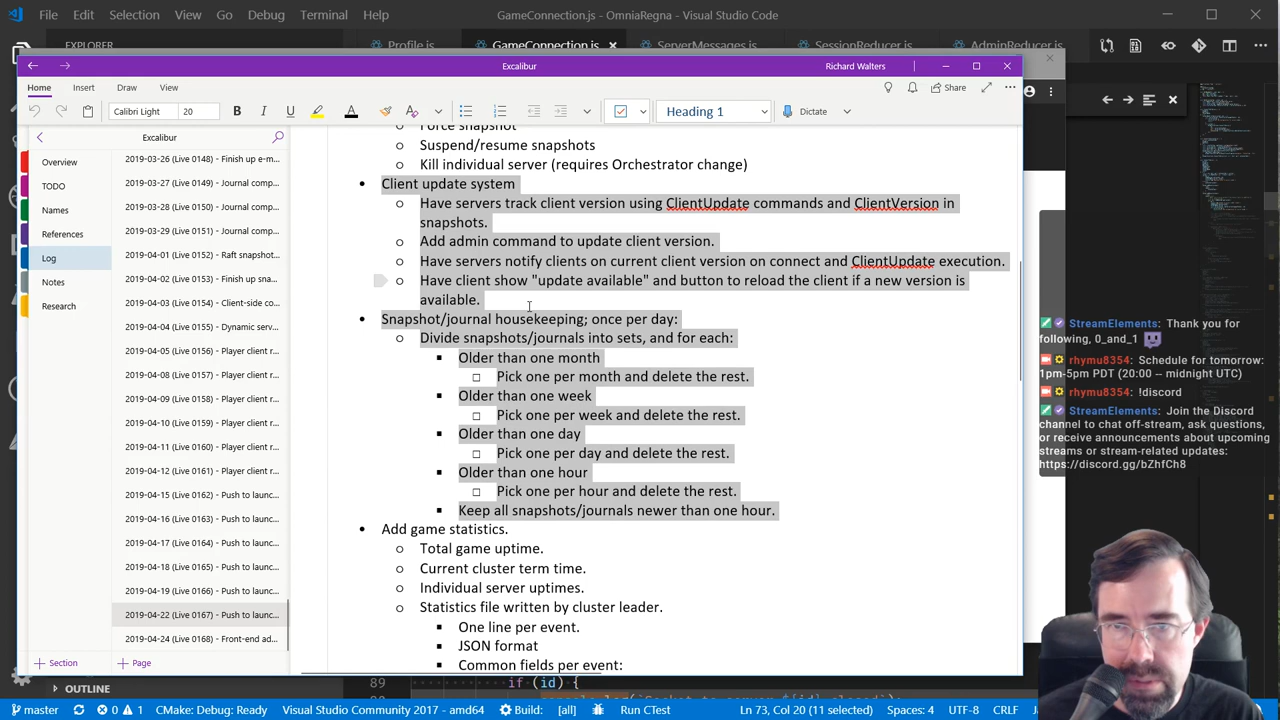 File Edit Selection View Go Debug Terminal Help
GameConnection.js - OmniaRegna - Visual Studio Code
EXPLORER
Profile.js
GameConnection.js
ServerMessages.js
SessionReducer.js
AdminReducer.js
Excalibur
Richard Walters
Home Insert Draw View
Share
Calibri Light 20
B I U A
Heading 1
Dictate
Excalibur
Overview
TODO
Names
References
Log
Notes
Research
2019-03-26 (Live 0148) - Finish up e-m...
2019-03-27 (Live 0149) - Journal comp...
2019-03-28 (Live 0150) - Journal comp...
2019-03-29 (Live 0151) - Journal comp...
2019-04-01 (Live 0152) - Raft snapshot...
2019-04-02 (Live 0153) - Finish up sna...
2019-04-03 (Live 0154) - Client-side co...
2019-04-04 (Live 0155) - Dynamic serv...
2019-04-05 (Live 0156) - Player client r...
2019-04-08 (Live 0157) - Player client r...
2019-04-09 (Live 0158) - Player client r...
2019-04-10 (Live 0159) - Player client r...
2019-04-11 (Live 0160) - Player client r...
2019-04-12 (Live 0161) - Player client r...
2019-04-15 (Live 0162) - Push to launc...
2019-04-16 (Live 0163) - Push to launc...
2019-04-17 (Live 0164) - Push to launc...
2019-04-18 (Live 0165) - Push to launc...
2019-04-19 (Live 0166) - Push to launc...
2019-04-22 (Live 0167) - Push to launc...
2019-04-24 (Live 0168) - Front-end ad...
Section
Page
Force snapshot
Suspend/resume snapshots
Kill individual server (requires Orchestrator change)
Client update system
Have servers track client version using ClientUpdate commands and ClientVersion in
snapshots.
Add admin command to update client version.
Have servers notify clients on current client version on connect and ClientUpdate execution.
Have client show "update available" and button to reload the client if a new version is
available.
Snapshot/journal housekeeping; once per day:
Divide snapshots/journals into sets, and for each:
Older than one month
Pick one per month and delete the rest.
Older than one week
Pick one per week and delete the rest.
Older than one day
Pick one per day and delete the rest.
Older than one hour
Pick one per hour and delete the rest.
Keep all snapshots/journals newer than one hour.
Add game statistics.
Total game uptime.
Current cluster term time.
Individual server uptimes.
Statistics file written by cluster leader.
One line per event.
JSON format
Common fields per event:
StreamElements: Thank you for
following, 0_and_1
rhymu8354: Schedule for tomorrow:
1pm-5pm PDT (20:00 -- midnight UTC)
rhymu8354: !discord
StreamElements: Join the Discord
channel to chat off-stream, ask questions,
or receive announcements about upcoming
streams or stream-related updates:
https://discord.gg/bZhfCh8
OUTLINE
89 if (id) {
master 0 1 CMake: Debug: Ready Visual Studio Community 2017 - amd64 Build: [all] Run CTest Ln 73, Col 20 (11 selected) Spaces: 4 UTF-8 CRLF